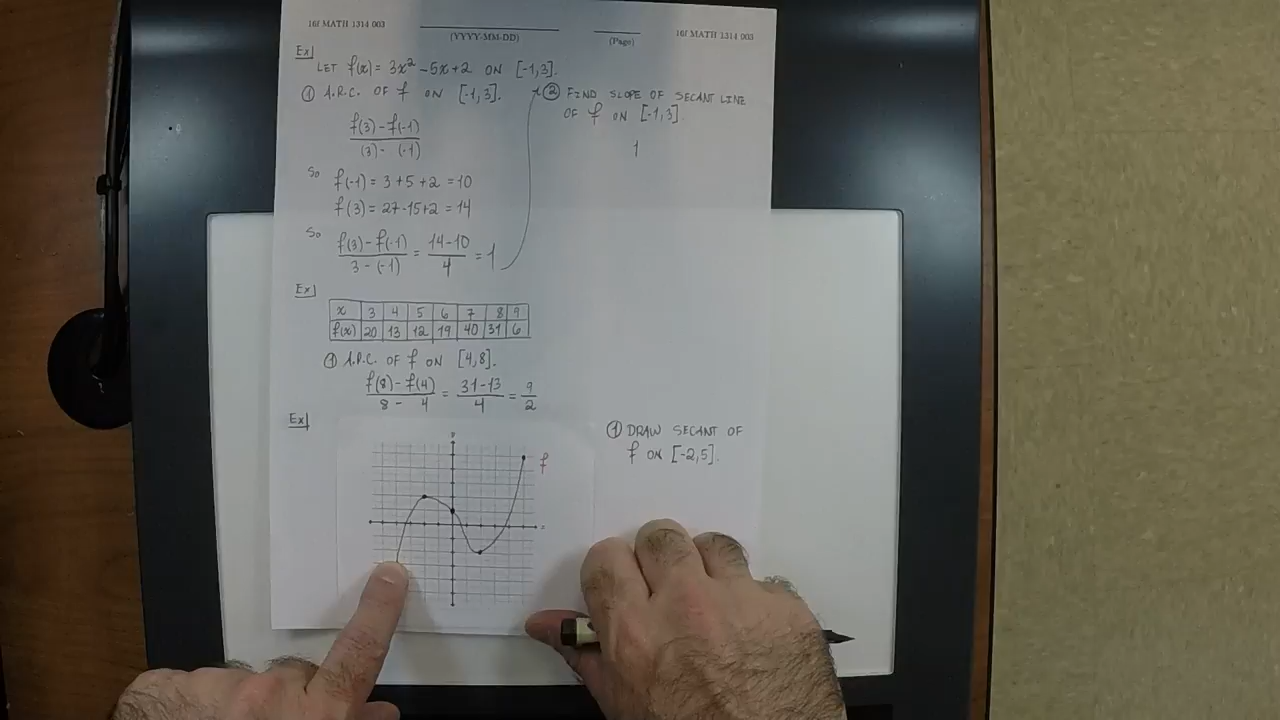 16f MATH 1314 003
(YYYY-MM-DD)
(Page)
16f MATH 1314 003
Ex
LET f(x) = 3x² - 5x + 2 ON [-1,3].
① A.R.C. OF f ON [-1,3].
f(3) - f(-1)
(3) - (-1)
So
f(-1) = 3 + 5 + 2 = 10
f(3) = 27 - 15 + 2 = 14
So
f(3) - f(-1) / 3 - (-1) = 14 - 10 / 4 = 1
② FIND SLOPE OF SECANT LINE
OF f ON [-1,3].
1
Ex
x 3 4 5 6 7 8 9
f(x) 20 13 12 19 40 31 6
① A.R.C. OF f ON [4,8].
f(8) - f(4) / 8 - 4 = 31 - 13 / 4 = 9 / 2
Ex
f
① DRAW SECANT OF
f ON [-2,5].